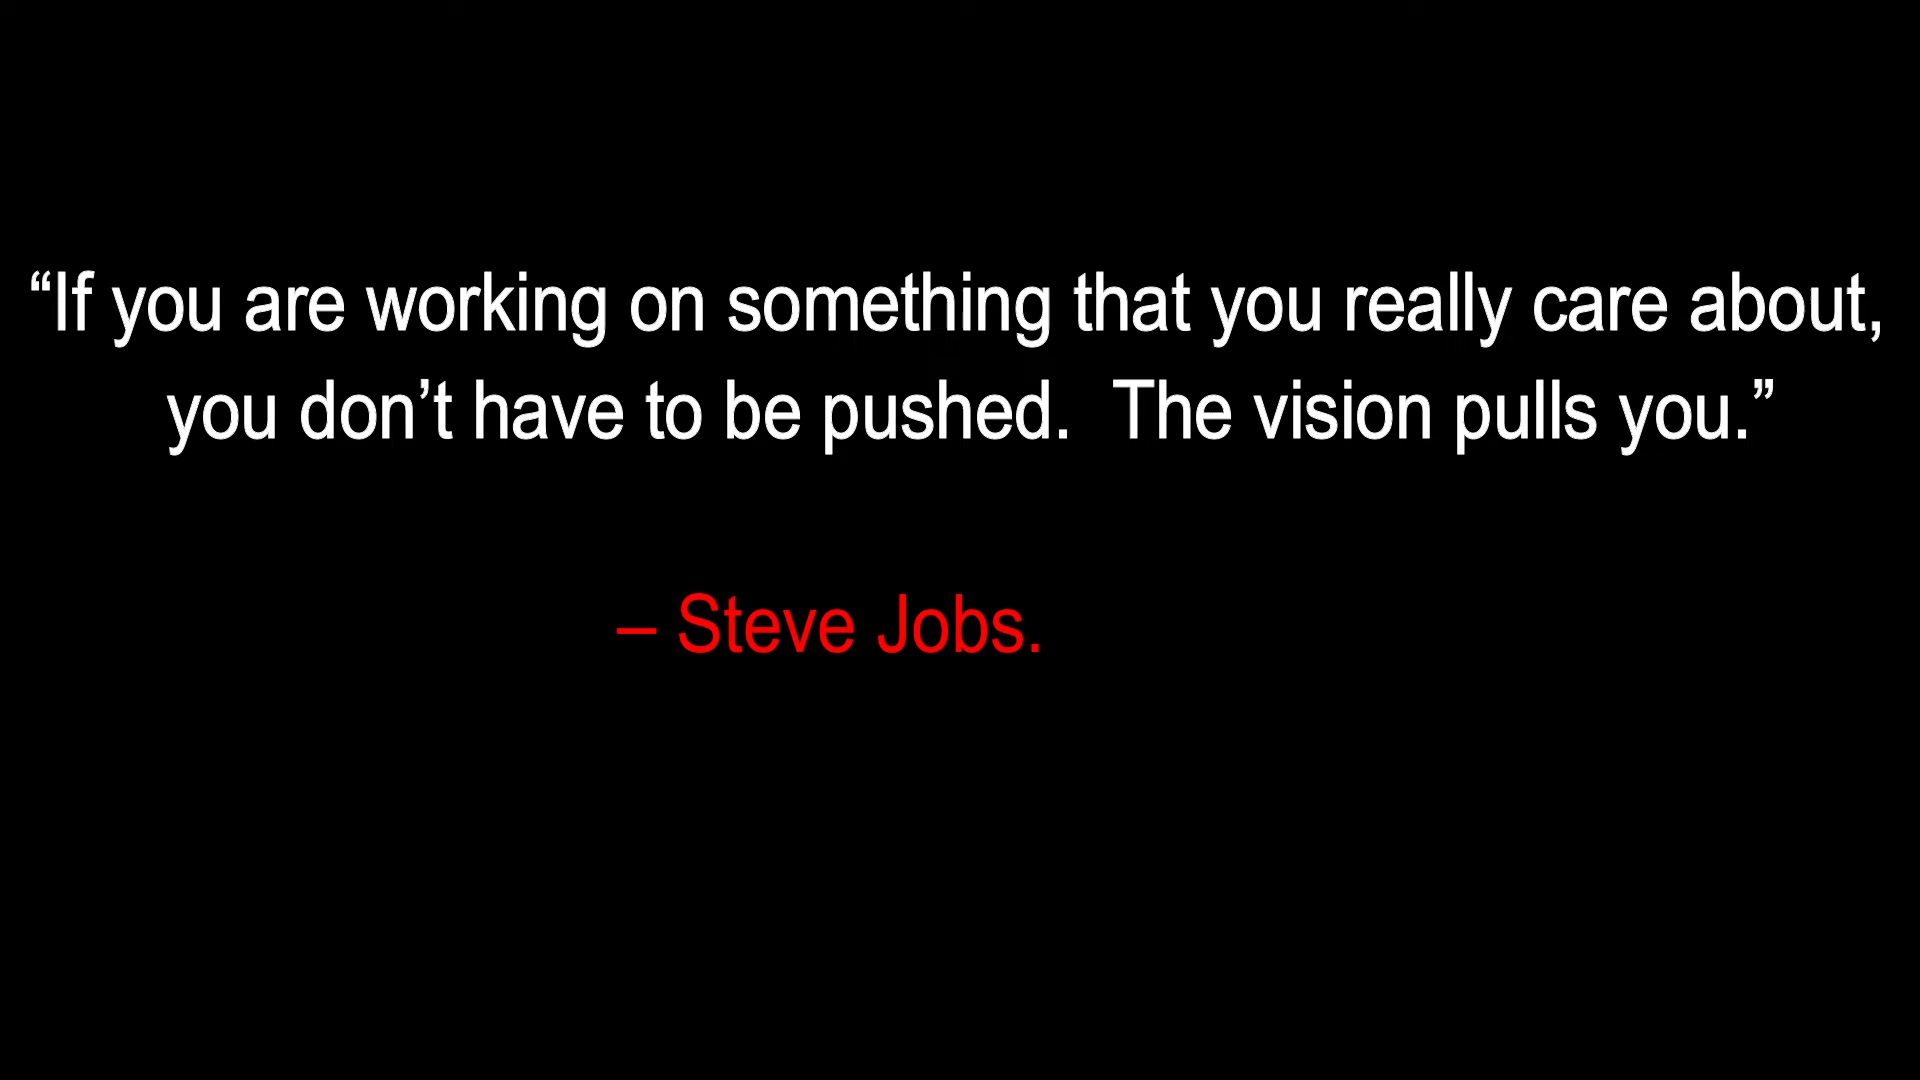 “If you are working on something that you really care about,
you don’t have to be pushed.  The vision pulls you.”
– Steve Jobs.